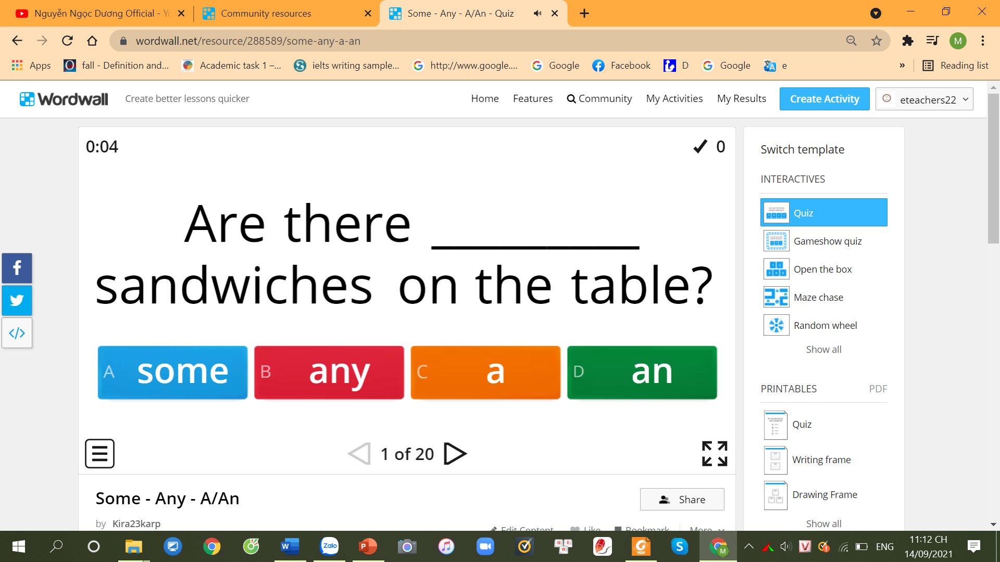 Nguyễn Ngọc Dương Official - Yo
Community resources
Some - Any - A/An - Quiz
wordwall.net/resource/288589/some-any-a-an
M
Apps
fall - Definition and...
Academic task 1 –...
ielts writing sample...
http://www.google....
Google
Facebook
D
Google
e
»
Reading list
Wordwall
Create better lessons quicker
Home
Features
Community
My Activities
My Results
Create Activity
eteachers22
0:04
0
Are there _________
sandwiches on the table?
A some
B any
C a
D an
1 of 20
Some - Any - A/An
Share
by Kira23karp
Edit Content
Like
Bookmark
More
Switch template
INTERACTIVES
Quiz
Gameshow quiz
Open the box
Maze chase
Random wheel
Show all
PRINTABLES PDF
Quiz
Writing frame
Drawing Frame
Show all
Zalo
PDF
ENG
11:12 CH
14/09/2021